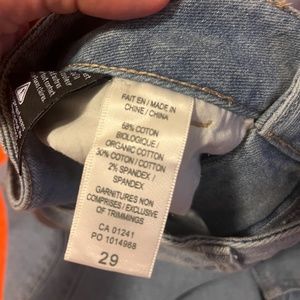 FAIT EN / MADE IN
CHINE / CHINA
68% COTON
BIOLOGIQUE /
ORGANIC COTTON
30% COTON / COTTON
2% SPANDEX /
SPANDEX
GARNITURES NON
COMPRISES / EXCLUSIVE
OF TRIMMINGS
CA 01241
PO 1014968
29